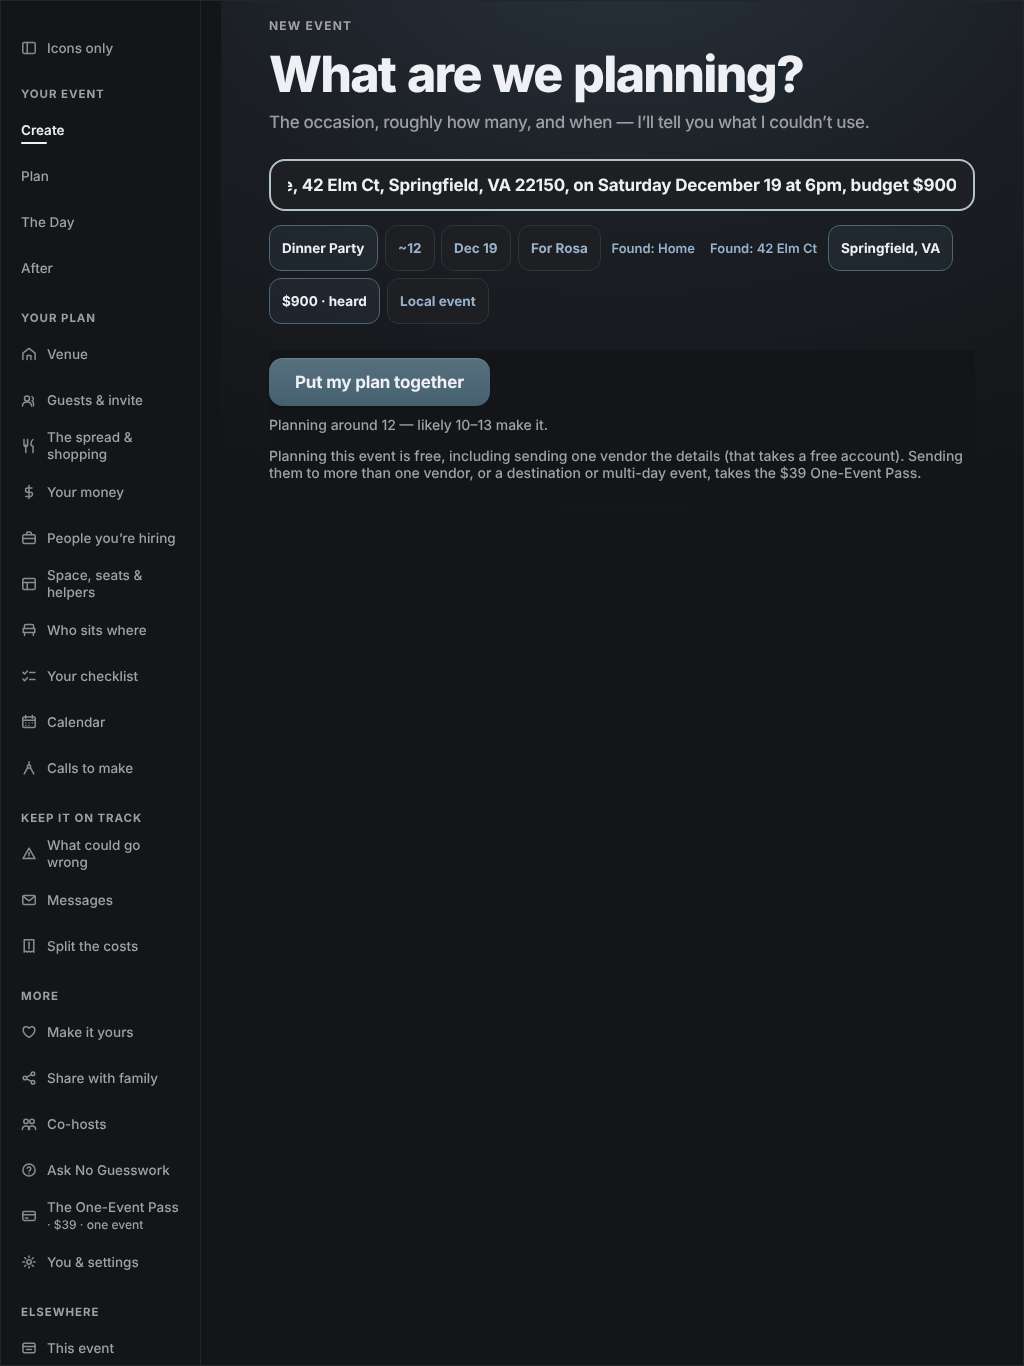 Icons only
YOUR EVENT
Create
Plan
The Day
After
YOUR PLAN
Venue
Guests & invite
The spread &
shopping
Your money
People you’re hiring
Space, seats &
helpers
Who sits where
Your checklist
Calendar
Calls to make
KEEP IT ON TRACK
What could go
wrong
Messages
Split the costs
MORE
Make it yours
Share with family
Co-hosts
Ask No Guesswork
The One-Event Pass
· $39 · one event
You & settings
ELSEWHERE
This event
NEW EVENT
What are we planning?
The occasion, roughly how many, and when — I’ll tell you what I couldn’t use.
, 42 Elm Ct, Springfield, VA 22150, on Saturday December 19 at 6pm, budget $900
Dinner Party ~12 Dec 19 For Rosa Found: Home Found: 42 Elm Ct Springfield, VA
$900 · heard Local event
Put my plan together
Planning around 12 — likely 10–13 make it.
Planning this event is free, including sending one vendor the details (that takes a free account). Sending
them to more than one vendor, or a destination or multi-day event, takes the $39 One-Event Pass.